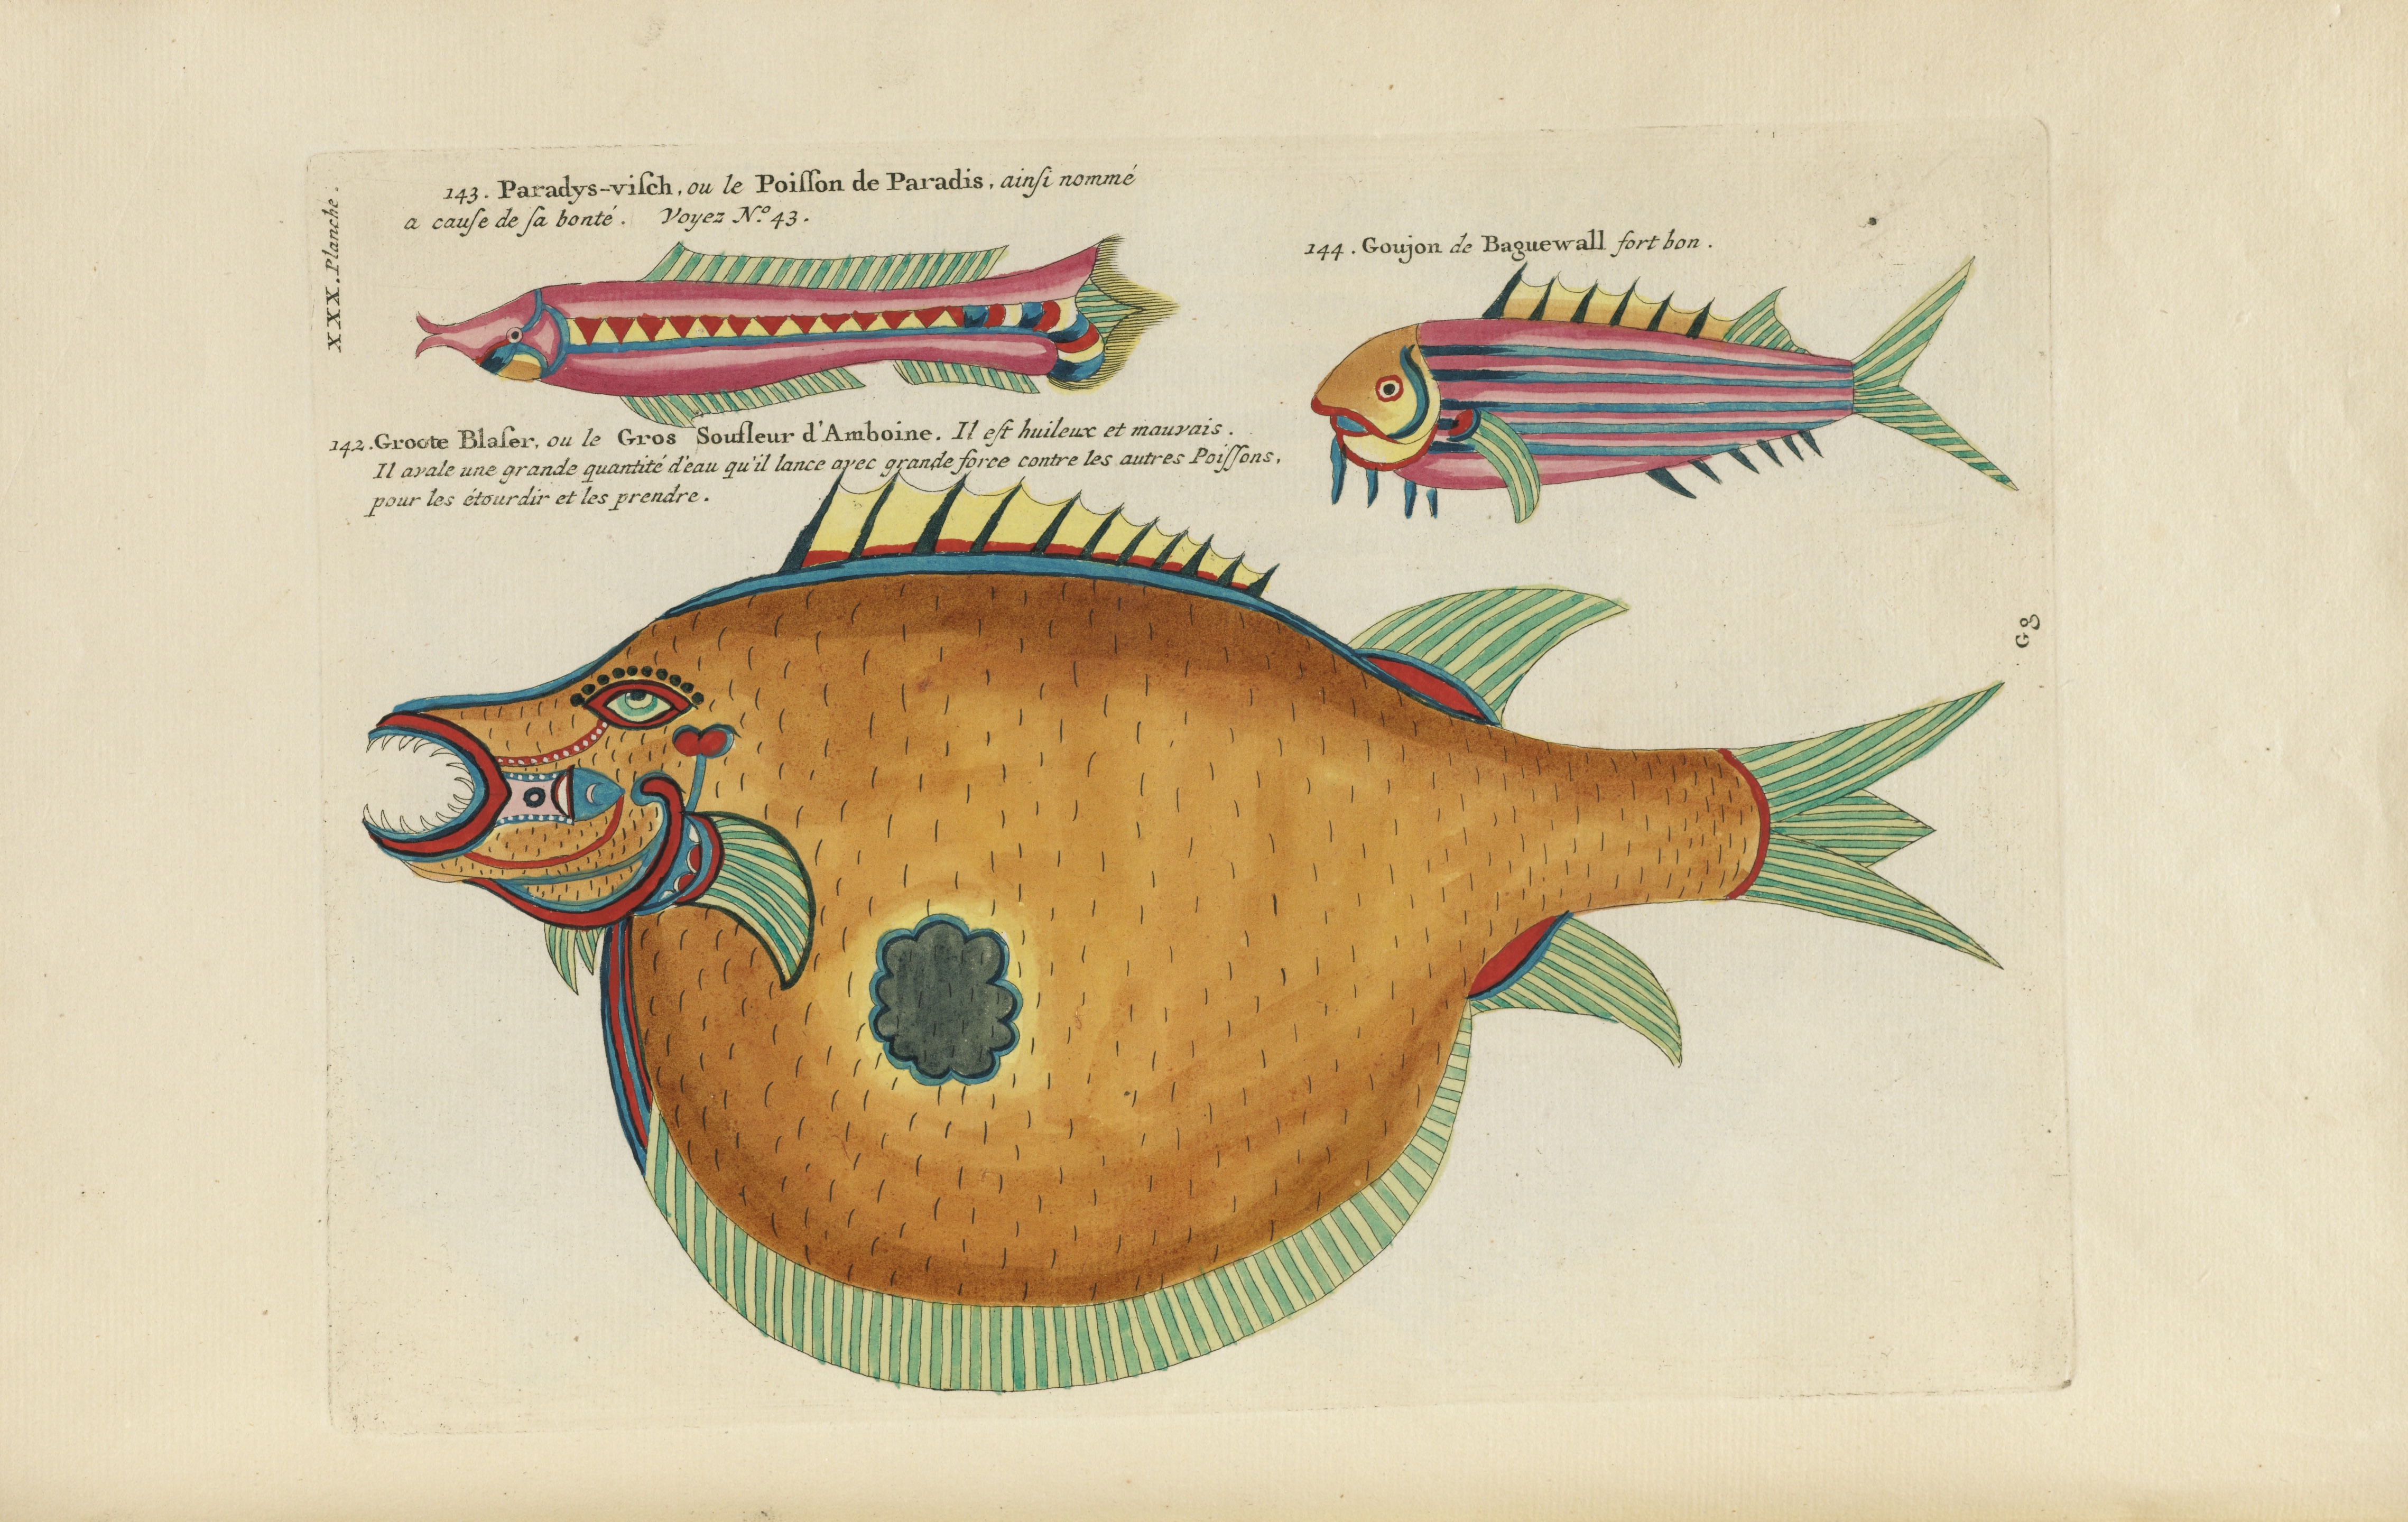 XXXX. Planche.
143. Paradys-viſch, ou le Poiſſon de Paradis, ainſi nommé
a cauſe de ſa bonté. Voyez N.º 43.
144. Goujon de Baguewall fort bon.
142. Groote Blaſer, ou le Gros Soufleur d'Amboine. Il eſt huileux et mauvais.
Il avale une grande quantité d'eau qu'il lance avec grande force contre les autres Poiſſons,
pour les étourdir et les prendre.
G8